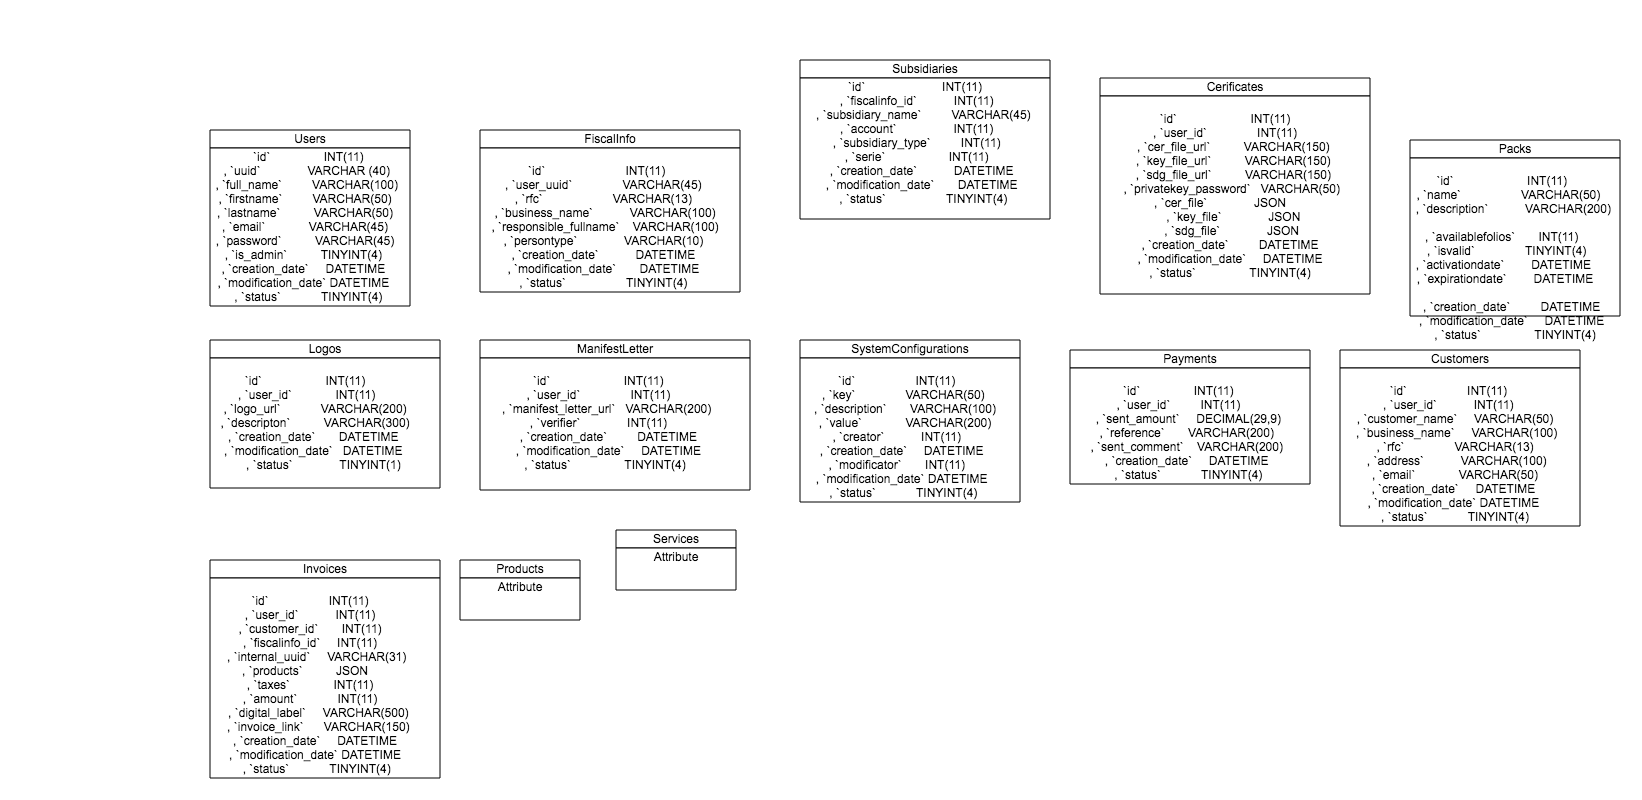 Users
`id` INT(11)
, `uuid` VARCHAR (40)
, `full_name` VARCHAR(100)
, `firstname` VARCHAR(50)
, `lastname` VARCHAR(50)
, `email` VARCHAR(45)
, `password` VARCHAR(45)
, `is_admin` TINYINT(4)
, `creation_date` DATETIME
, `modification_date` DATETIME
, `status` TINYINT(4)
FiscalInfo
`id` INT(11)
, `user_uuid` VARCHAR(45)
, `rfc` VARCHAR(13)
, `business_name` VARCHAR(100)
, `responsible_fullname` VARCHAR(100)
, `persontype` VARCHAR(10)
, `creation_date` DATETIME
, `modification_date` DATETIME
, `status` TINYINT(4)
Subsidiaries
`id` INT(11)
, `fiscalinfo_id` INT(11)
, `subsidiary_name` VARCHAR(45)
, `account` INT(11)
, `subsidiary_type` INT(11)
, `serie` INT(11)
, `creation_date` DATETIME
, `modification_date` DATETIME
, `status` TINYINT(4)
Cerificates
`id` INT(11)
, `user_id` INT(11)
, `cer_file_url` VARCHAR(150)
, `key_file_url` VARCHAR(150)
, `sdg_file_url` VARCHAR(150)
, `privatekey_password` VARCHAR(50)
, `cer_file` JSON
, `key_file` JSON
, `sdg_file` JSON
, `creation_date` DATETIME
, `modification_date` DATETIME
, `status` TINYINT(4)
Packs
`id` INT(11)
, `name` VARCHAR(50)
, `description` VARCHAR(200)
, `availablefolios` INT(11)
, `isvalid` TINYINT(4)
, `activationdate` DATETIME
, `expirationdate` DATETIME
, `creation_date` DATETIME
, `modification_date` DATETIME
, `status` TINYINT(4)
Logos
`id` INT(11)
, `user_id` INT(11)
, `logo_url` VARCHAR(200)
, `descripton` VARCHAR(300)
, `creation_date` DATETIME
, `modification_date` DATETIME
, `status` TINYINT(1)
ManifestLetter
`id` INT(11)
, `user_id` INT(11)
, `manifest_letter_url` VARCHAR(200)
, `verifier` INT(11)
, `creation_date` DATETIME
, `modification_date` DATETIME
, `status` TINYINT(4)
SystemConfigurations
`id` INT(11)
, `key` VARCHAR(50)
, `description` VARCHAR(100)
, `value` VARCHAR(200)
, `creator` INT(11)
, `creation_date` DATETIME
, `modificator` INT(11)
, `modification_date` DATETIME
, `status` TINYINT(4)
Payments
`id` INT(11)
, `user_id` INT(11)
, `sent_amount` DECIMAL(29,9)
, `reference` VARCHAR(200)
, `sent_comment` VARCHAR(200)
, `creation_date` DATETIME
, `status` TINYINT(4)
Customers
`id` INT(11)
, `user_id` INT(11)
, `customer_name` VARCHAR(50)
, `business_name` VARCHAR(100)
, `rfc` VARCHAR(13)
, `address` VARCHAR(100)
, `email` VARCHAR(50)
, `creation_date` DATETIME
, `modification_date` DATETIME
, `status` TINYINT(4)
Invoices
`id` INT(11)
, `user_id` INT(11)
, `customer_id` INT(11)
, `fiscalinfo_id` INT(11)
, `internal_uuid` VARCHAR(31)
, `products` JSON
, `taxes` INT(11)
, `amount` INT(11)
, `digital_label` VARCHAR(500)
, `invoice_link` VARCHAR(150)
, `creation_date` DATETIME
, `modification_date` DATETIME
, `status` TINYINT(4)
Products
Attribute
Services
Attribute